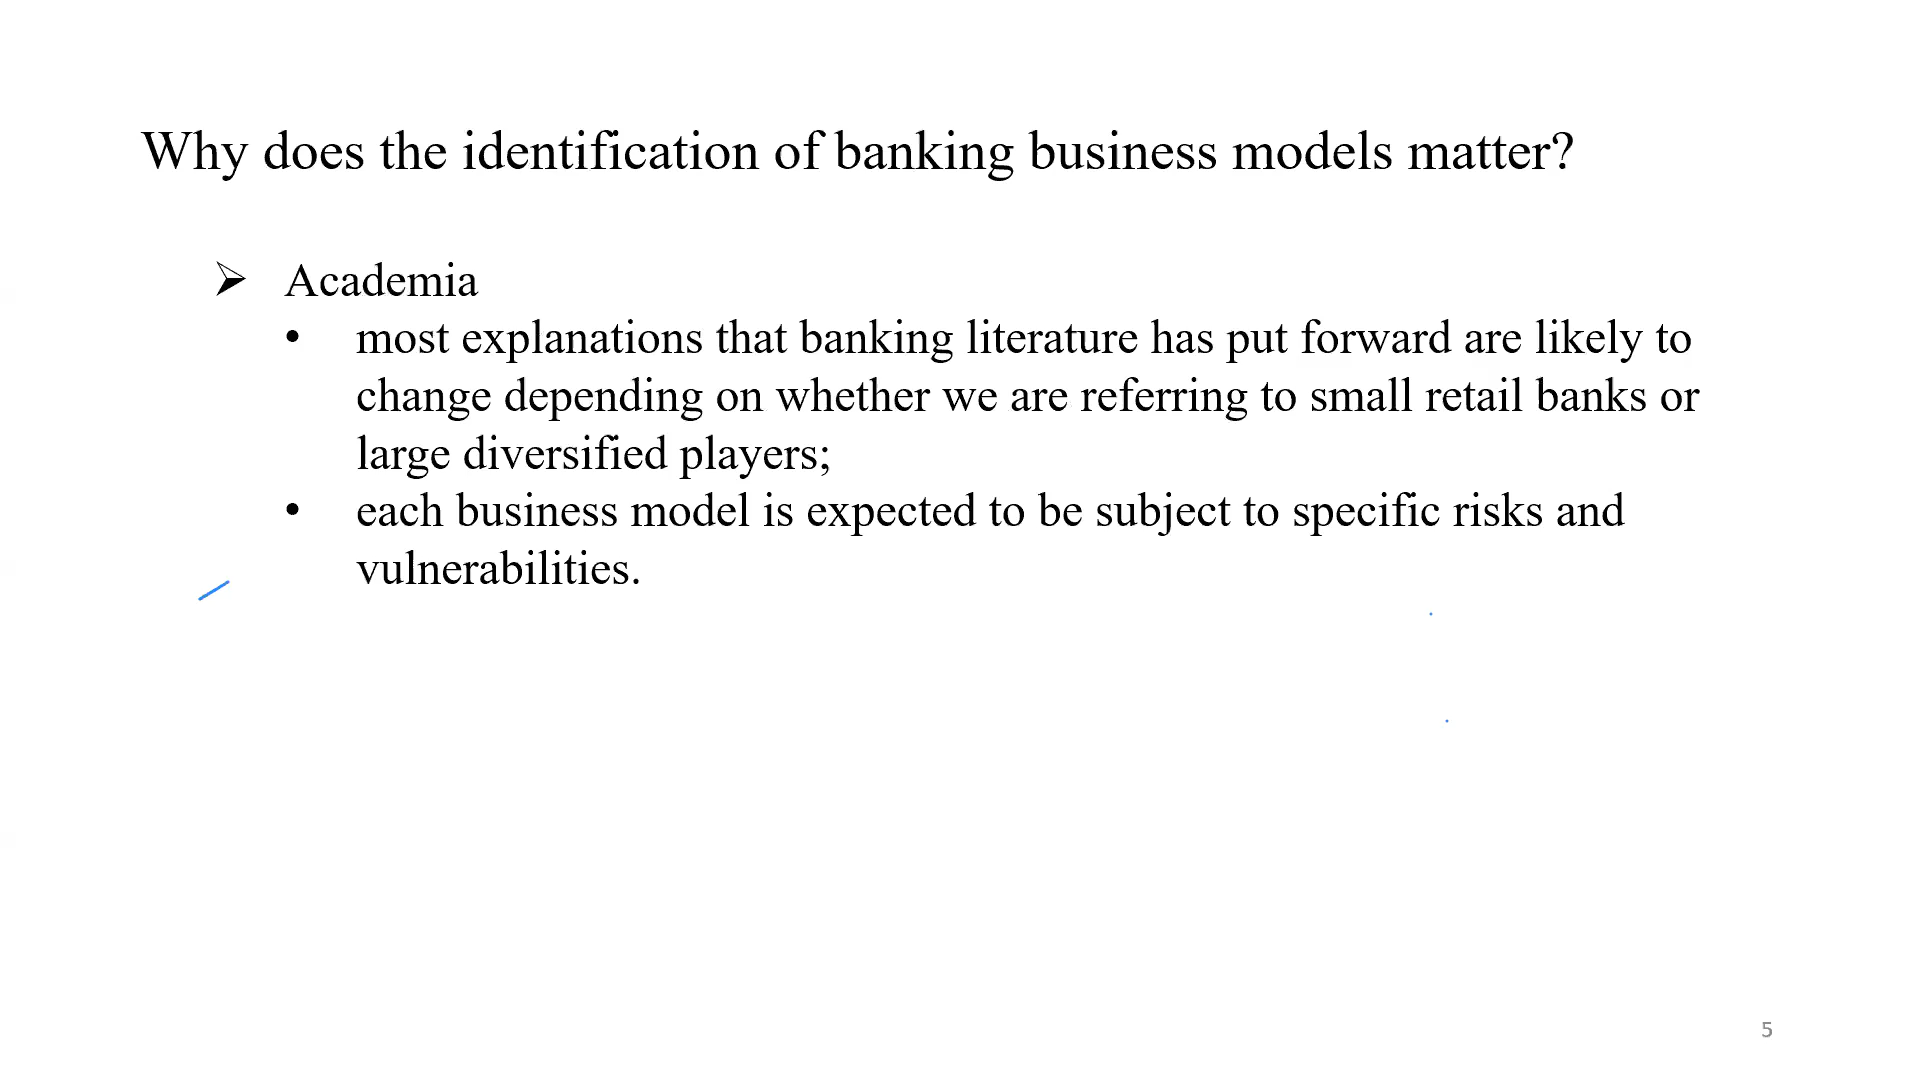 Why does the identification of banking business models matter?
➢ Academia
• most explanations that banking literature has put forward are likely to
change depending on whether we are referring to small retail banks or
large diversified players;
• each business model is expected to be subject to specific risks and
vulnerabilities.
5